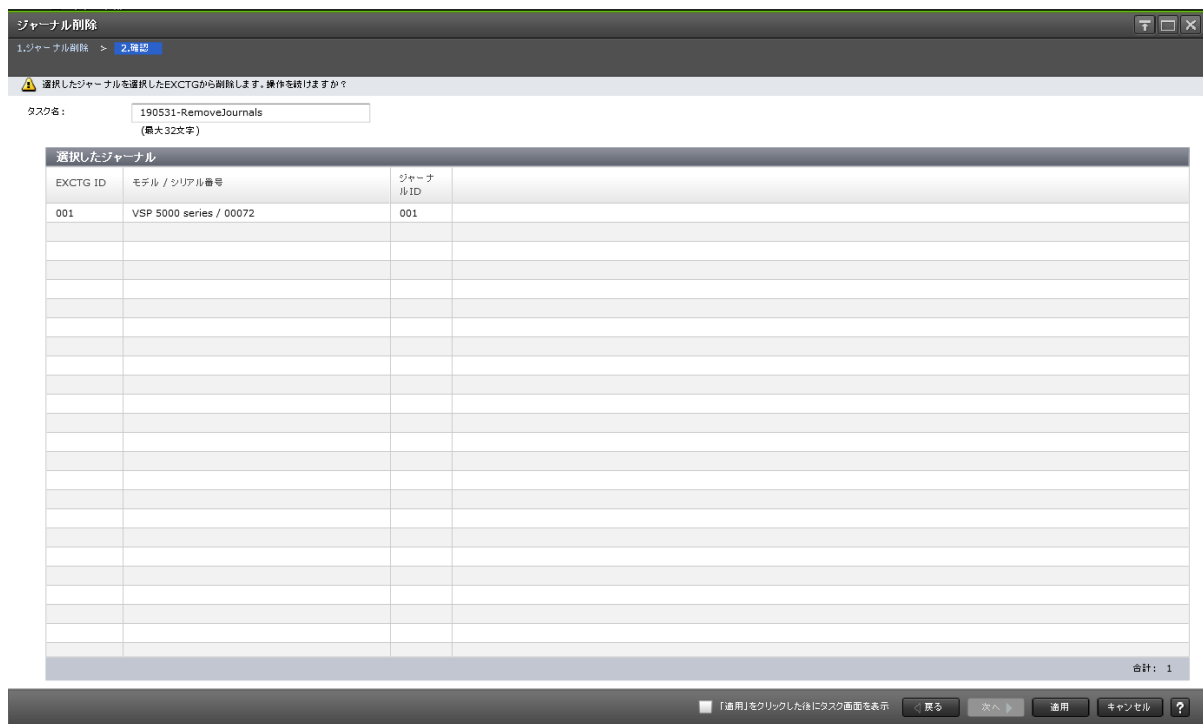 ジャーナル削除
1.ジャーナル削除 > 2.確認
選択したジャーナルを選択したEXCTGから削除します。操作を続けますか?
タスク名: 190531-RemoveJournals
(最大32文字)
選択したジャーナル
EXCTG ID モデル / シリアル番号 ジャーナルID
001 VSP 5000 series / 00072 001
合計: 1
「適用」をクリックした後にタスク画面を表示 戻る 次へ 適用 キャンセル ?